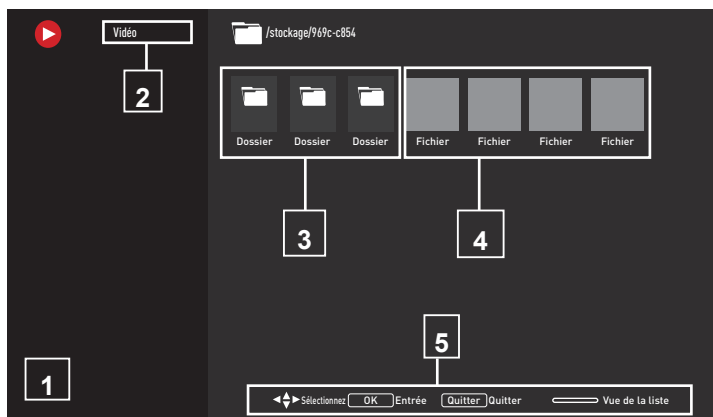 Vidéo
/stockage/969c-c854
2
Dossier Dossier Dossier Fichier Fichier Fichier Fichier
3 4
5
1
Sélectionnez OK Entrée Quitter Quitter Vue de la liste